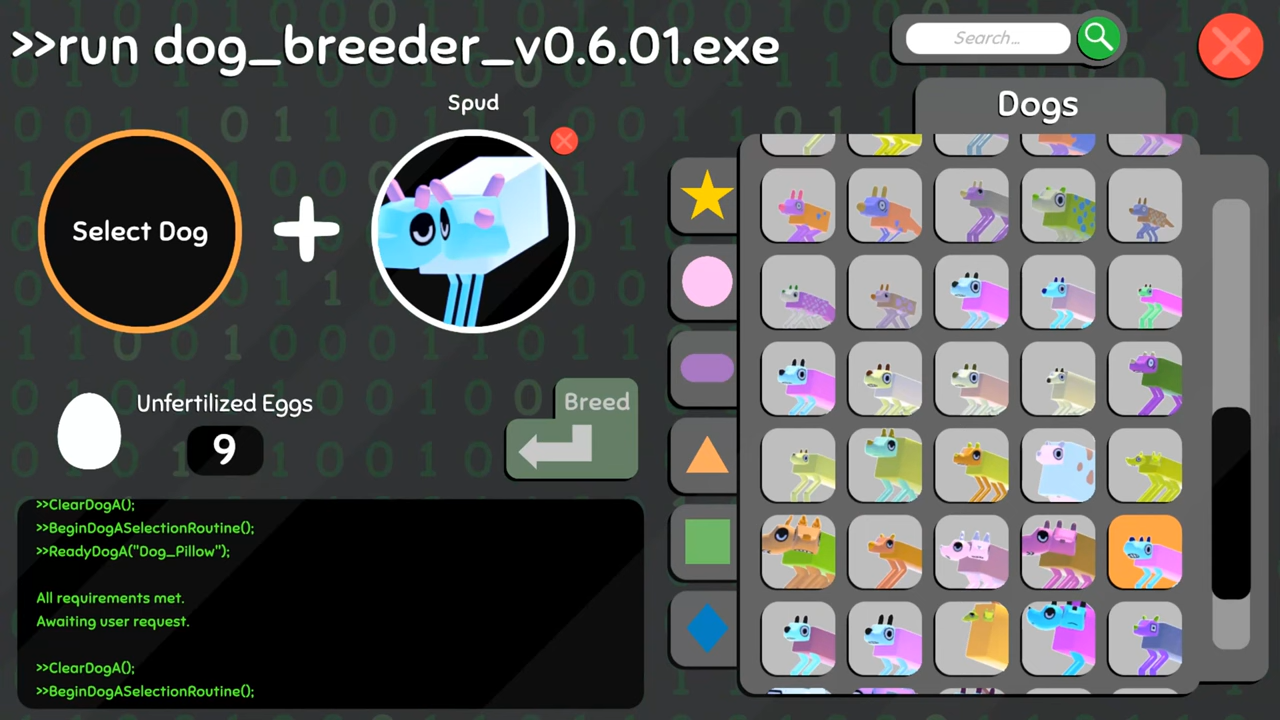 >>run dog_breeder_v0.6.01.exe
Search...
Dogs
Spud
Select Dog
Unfertilized Eggs
9
Breed
>>ClearDogA();
>>BeginDogASelectionRoutine();
>>ReadyDogA("Dog_Pillow");
All requirements met.
Awaiting user request.
>>ClearDogA();
>>BeginDogASelectionRoutine();